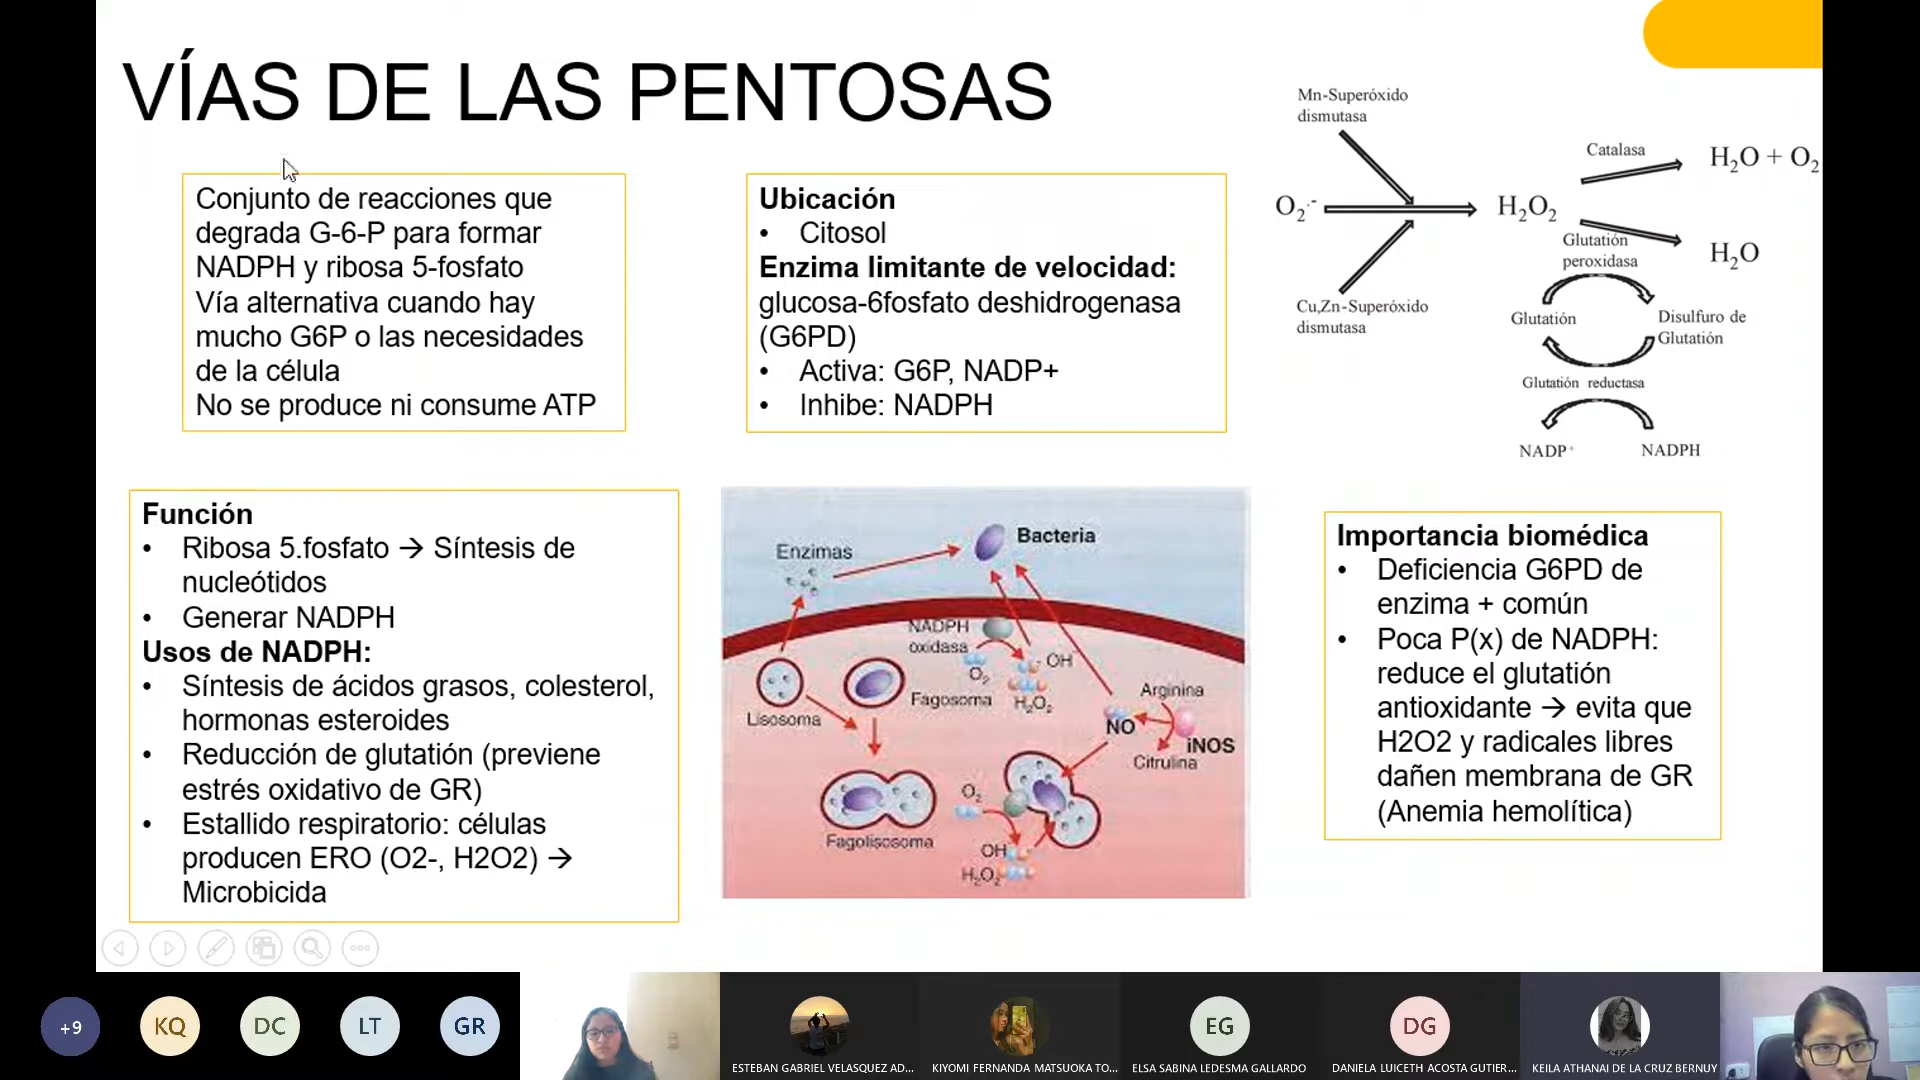 VÍAS DE LAS PENTOSAS
Conjunto de reacciones que
degrada G-6-P para formar
NADPH y ribosa 5-fosfato
Vía alternativa cuando hay
mucho G6P o las necesidades
de la célula
No se produce ni consume ATP
Ubicación
• Citosol
Enzima limitante de velocidad:
glucosa-6fosfato deshidrogenasa
(G6PD)
• Activa: G6P, NADP+
• Inhibe: NADPH
Mn-Superóxido
dismutasa
Catalasa
H₂O + O₂
O₂·⁻
H₂O₂
Glutatión
peroxidasa
H₂O
Cu,Zn-Superóxido
dismutasa
Glutatión
Disulfuro de
Glutatión
Glutatión reductasa
NADP⁺
NADPH
Función
• Ribosa 5.fosfato → Síntesis de
nucleótidos
• Generar NADPH
Usos de NADPH:
• Síntesis de ácidos grasos, colesterol,
hormonas esteroides
• Reducción de glutatión (previene
estrés oxidativo de GR)
• Estallido respiratorio: células
producen ERO (O2-, H2O2) →
Microbicida
Enzimas
Bacteria
NADPH
oxidasa
O₂
OH
H₂O₂
Lisosoma
Fagosoma
Arginina
NO
iNOS
Citrulina
Fagolisosoma
O₂
OH
H₂O₂
Importancia biomédica
• Deficiencia G6PD de
enzima + común
• Poca P(x) de NADPH:
reduce el glutatión
antioxidante → evita que
H2O2 y radicales libres
dañen membrana de GR
(Anemia hemolítica)
+9
KQ
DC
LT
GR
ESTEBAN GABRIEL VELASQUEZ AD...
KIYOMI FERNANDA MATSUOKA TO...
EG
ELSA SABINA LEDESMA GALLARDO
DG
DANIELA LUICETH ACOSTA GUTIER...
KEILA ATHANAI DE LA CRUZ BERNUY